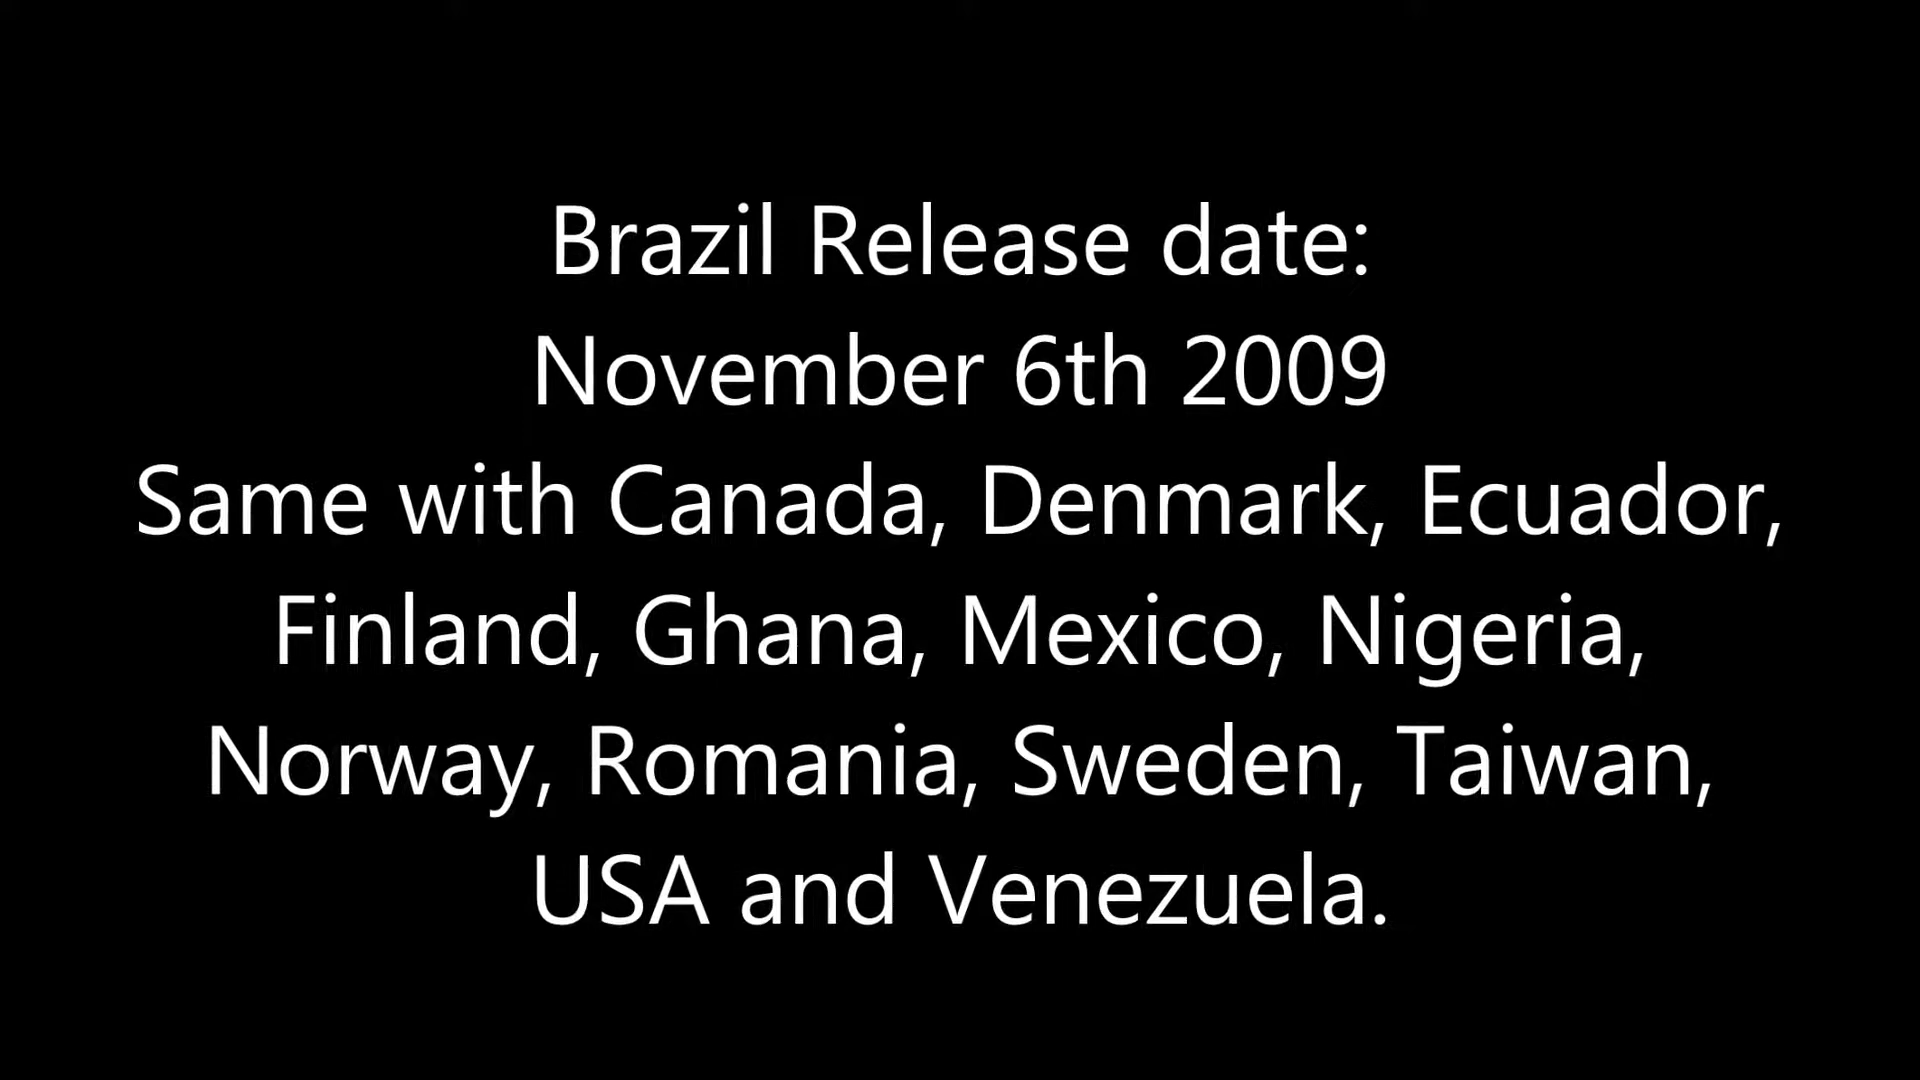 Brazil Release date:
November 6th 2009
Same with Canada, Denmark, Ecuador,
Finland, Ghana, Mexico, Nigeria,
Norway, Romania, Sweden, Taiwan,
USA and Venezuela.